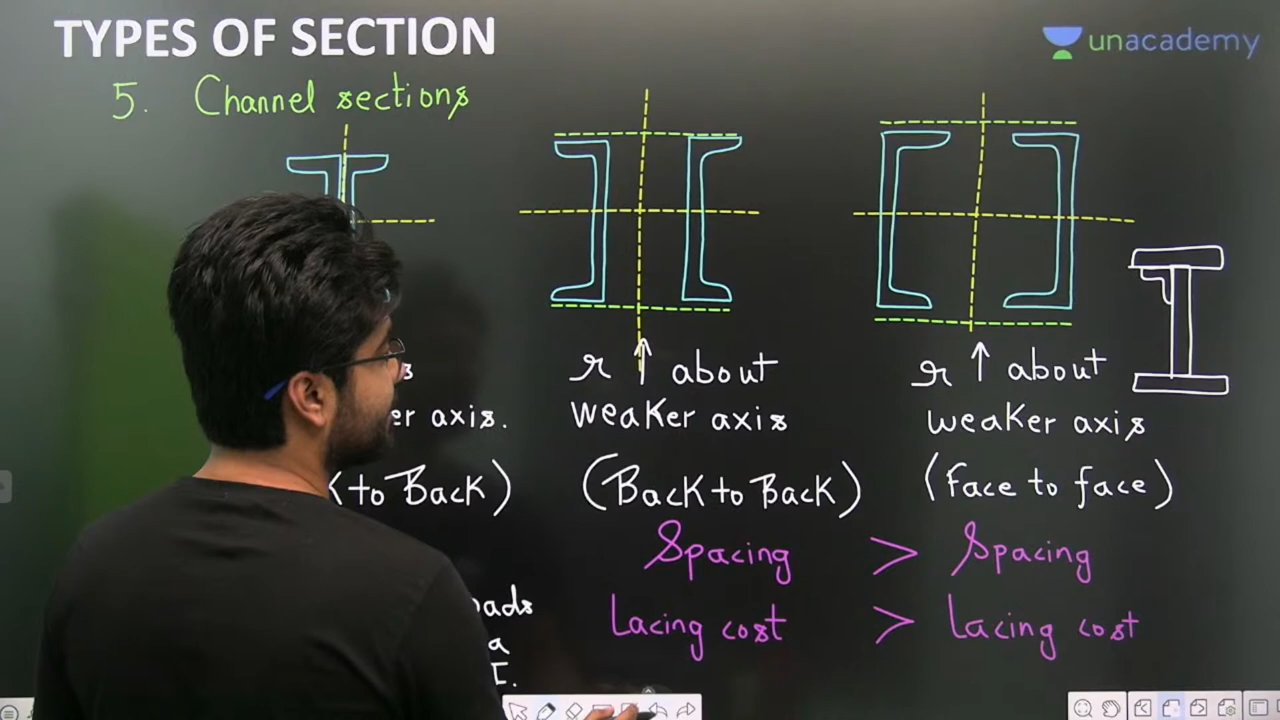 TYPES OF SECTION
unacademy
5. Channel sections
r ↑ about
weaker axis
(Back to Back)
r ↑ about
weaker axis
(Face to face)
axis.
to Back)
Spacing > Spacing
Lacing cost > Lacing cost
a
I.